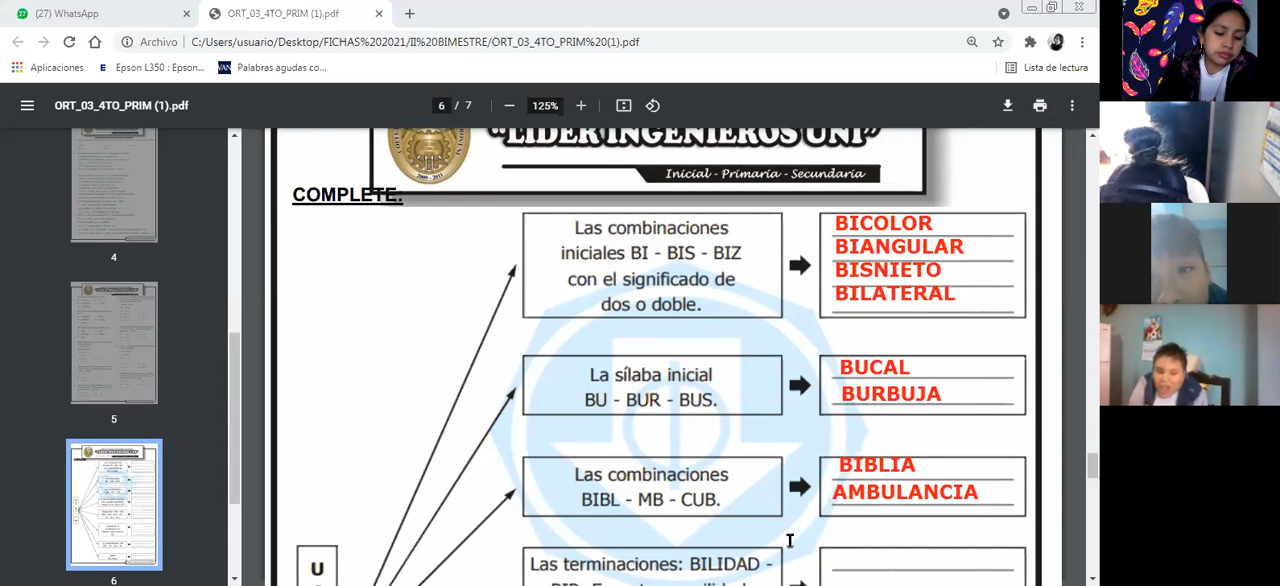 (27) WhatsApp
ORT_03_4TO_PRIM (1).pdf
Archivo
C:/Users/usuario/Desktop/FICHAS%202021/II%20BIMESTRE/ORT_03_4TO_PRIM%20(1).pdf
Aplicaciones
Epson L350 : Epson...
Palabras agudas co...
Lista de lectura
ORT_03_4TO_PRIM (1).pdf
6 / 7
125%
4
5
6
“LIDERINGENIEROS UNI”
2009 - 2011
Inicial - Primaria - Secundaria
COMPLETE:
Las combinaciones
iniciales BI - BIS - BIZ
con el significado de
dos o doble.
BICOLOR
BIANGULAR
BISNIETO
BILATERAL
La sílaba inicial
BU - BUR - BUS.
BUCAL
BURBUJA
Las combinaciones
BIBL - MB - CUB.
BIBLIA
AMBULANCIA
Las terminaciones: BILIDAD -
U